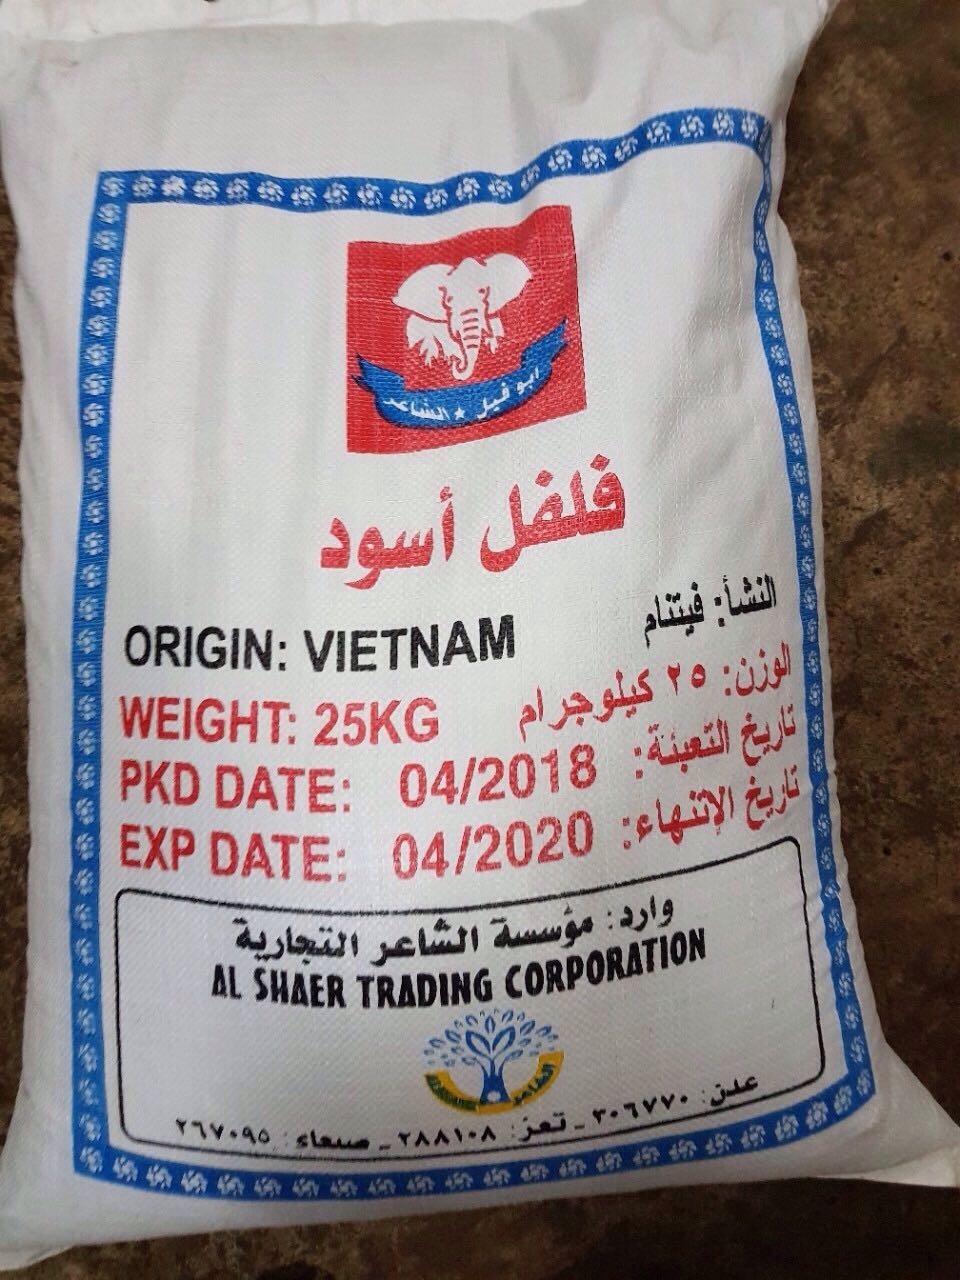 ابو فيل ★ الشاعر
فلفل أسود
النشأ: فيتنام
ORIGIN: VIETNAM
الوزن: ٢٥ كيلوجرام
WEIGHT: 25KG
تاريخ التعبئة:
PKD DATE: 04/2018
تاريخ الإنتهاء:
EXP DATE: 04/2020
وارد: مؤسسة الشاعر التجارية
AL SHAER TRADING CORPORATION
الشاعر
عدن: ٣٠٦٧٧٠ ـ تعز: ٢٨٨١٠٨ ـ صنعاء: ٢٦٧٠٩٥